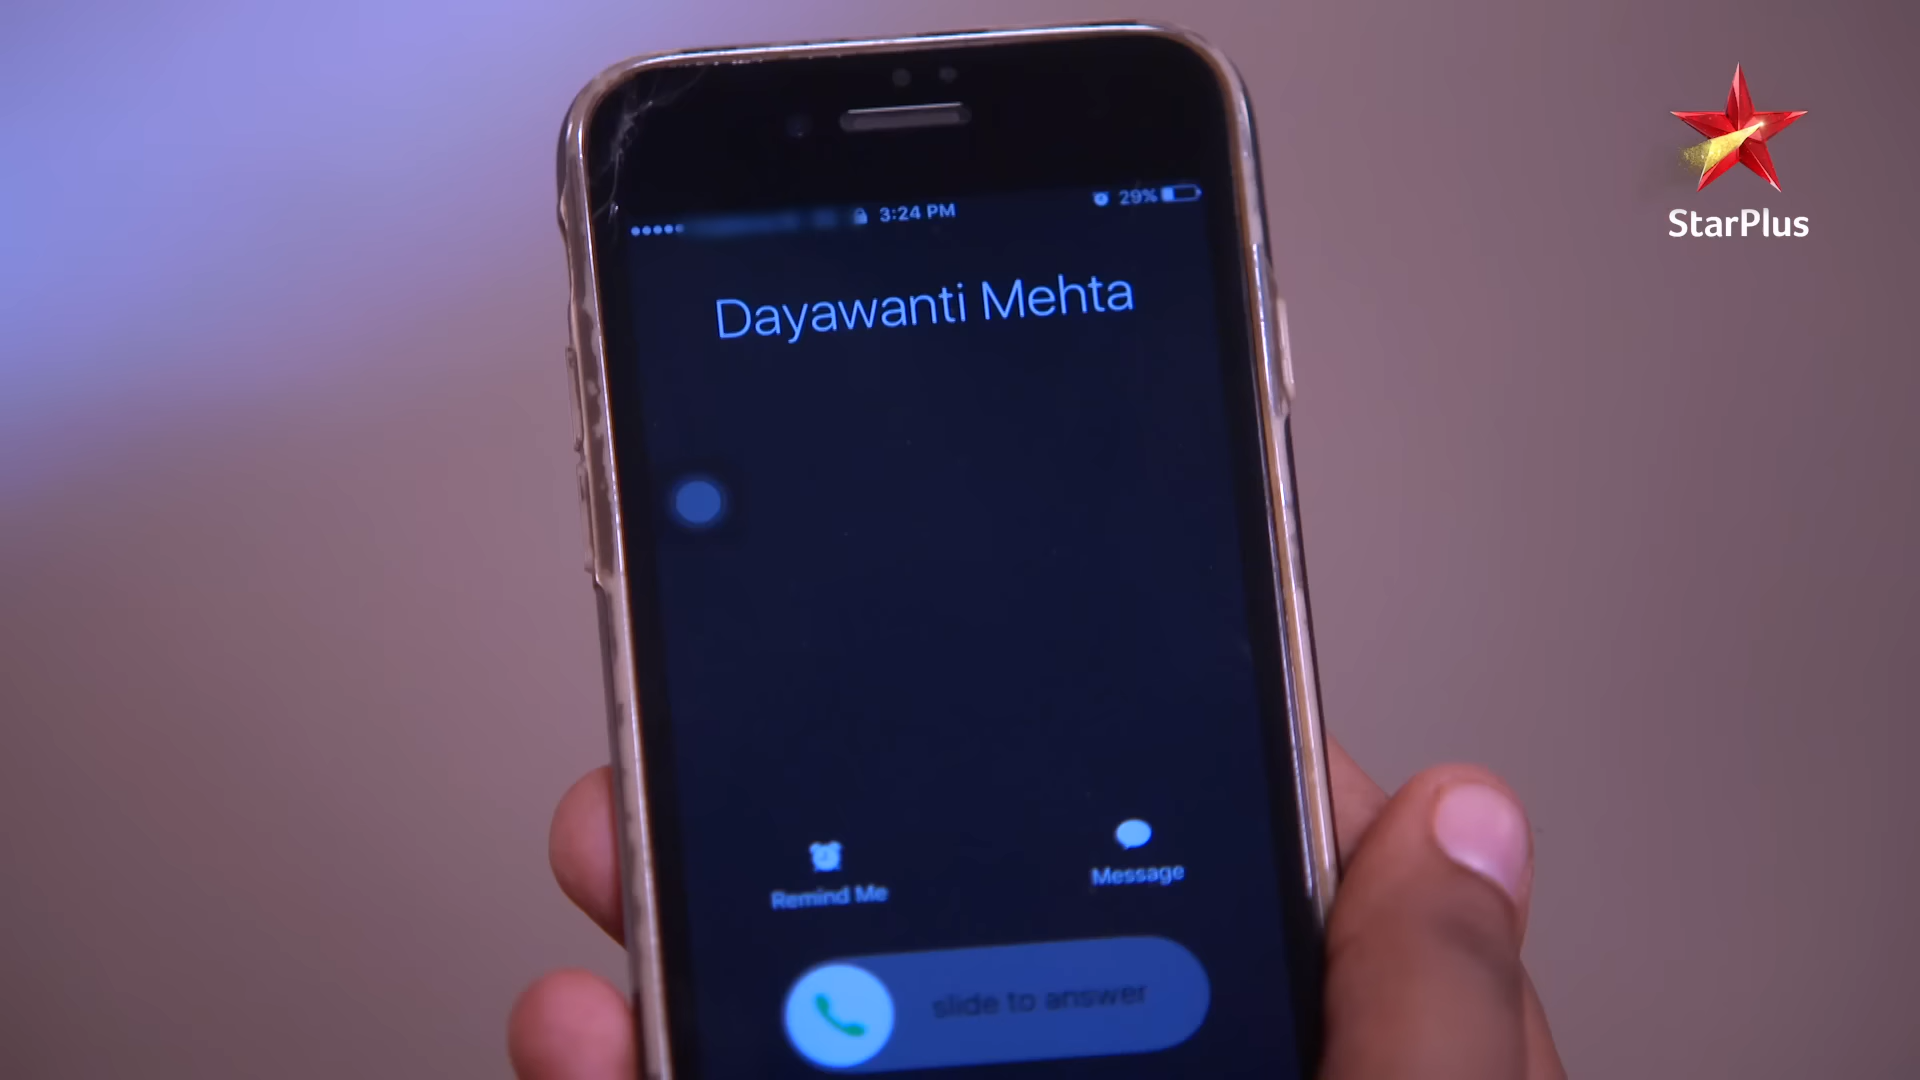 3:24 PM
29%
StarPlus
Dayawanti Mehta
Remind Me
Message
slide to answer